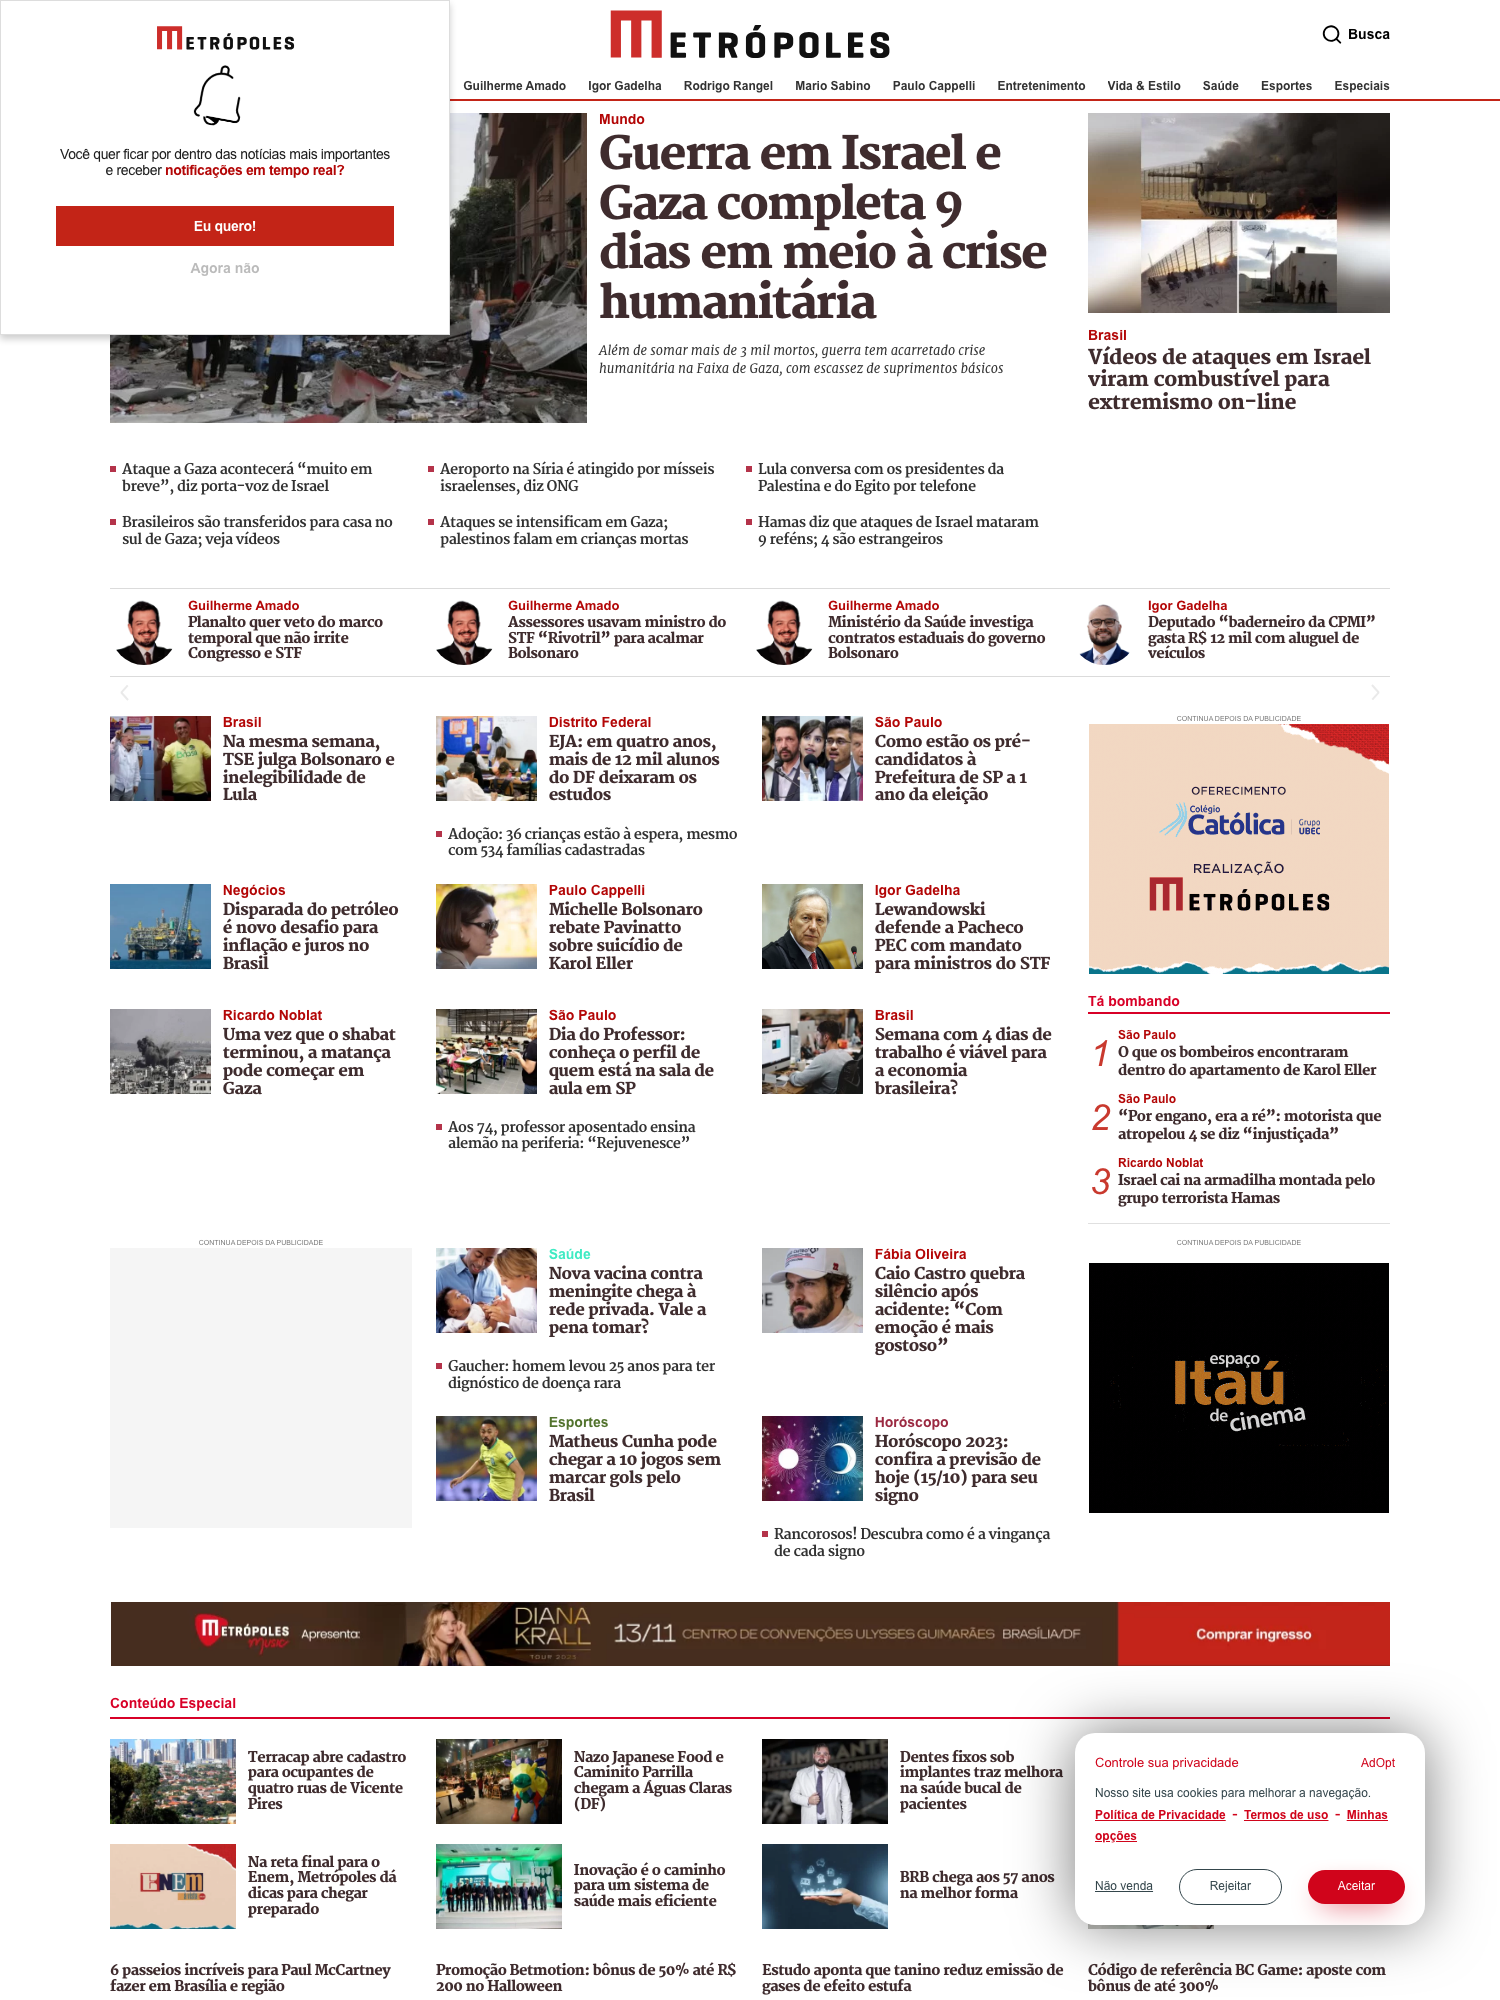 METRÓPOLES
Você quer ficar por dentro das notícias mais importantes
e receber notificações em tempo real?
Eu quero!
Agora não
METRÓPOLES
Busca
Guilherme Amado
Igor Gadelha
Rodrigo Rangel
Mario Sabino
Paulo Cappelli
Entretenimento
Vida & Estilo
Saúde
Esportes
Especiais
Mundo
Guerra em Israel e
Gaza completa 9
dias em meio à crise
humanitária
Além de somar mais de 3 mil mortos, guerra tem acarretado crise
humanitária na Faixa de Gaza, com escassez de suprimentos básicos
Brasil
Vídeos de ataques em Israel
viram combustível para
extremismo on-line
Ataque a Gaza acontecerá “muito em
breve”, diz porta-voz de Israel
Aeroporto na Síria é atingido por mísseis
israelenses, diz ONG
Lula conversa com os presidentes da
Palestina e do Egito por telefone
Brasileiros são transferidos para casa no
sul de Gaza; veja vídeos
Ataques se intensificam em Gaza;
palestinos falam em crianças mortas
Hamas diz que ataques de Israel mataram
9 reféns; 4 são estrangeiros
Guilherme Amado
Planalto quer veto do marco
temporal que não irrite
Congresso e STF
Guilherme Amado
Assessores usavam ministro do
STF “Rivotril” para acalmar
Bolsonaro
Guilherme Amado
Ministério da Saúde investiga
contratos estaduais do governo
Bolsonaro
Igor Gadelha
Deputado “baderneiro da CPMI”
gasta R$ 12 mil com aluguel de
veículos
Brasil
Na mesma semana,
TSE julga Bolsonaro e
inelegibilidade de
Lula
Distrito Federal
EJA: em quatro anos,
mais de 12 mil alunos
do DF deixaram os
estudos
Adoção: 36 crianças estão à espera, mesmo
com 534 famílias cadastradas
São Paulo
Como estão os pré-
candidatos à
Prefeitura de SP a 1
ano da eleição
CONTINUA DEPOIS DA PUBLICIDADE
OFERECIMENTO
Colégio
Católica
Grupo
UBEC
REALIZAÇÃO
METRÓPOLES
Negócios
Disparada do petróleo
é novo desafio para
inflação e juros no
Brasil
Paulo Cappelli
Michelle Bolsonaro
rebate Pavinatto
sobre suicídio de
Karol Eller
Igor Gadelha
Lewandowski
defende a Pacheco
PEC com mandato
para ministros do STF
Ricardo Noblat
Uma vez que o shabat
terminou, a matança
pode começar em
Gaza
São Paulo
Dia do Professor:
conheça o perfil de
quem está na sala de
aula em SP
Aos 74, professor aposentado ensina
alemão na periferia: “Rejuvenesce”
Brasil
Semana com 4 dias de
trabalho é viável para
a economia
brasileira?
Tá bombando
1
São Paulo
O que os bombeiros encontraram
dentro do apartamento de Karol Eller
2
São Paulo
“Por engano, era a ré”: motorista que
atropelou 4 se diz “injustiçada”
3
Ricardo Noblat
Israel cai na armadilha montada pelo
grupo terrorista Hamas
CONTINUA DEPOIS DA PUBLICIDADE
Saúde
Nova vacina contra
meningite chega à
rede privada. Vale a
pena tomar?
Gaucher: homem levou 25 anos para ter
dignóstico de doença rara
Fábia Oliveira
Caio Castro quebra
silêncio após
acidente: “Com
emoção é mais
gostoso”
CONTINUA DEPOIS DA PUBLICIDADE
espaço
Itaú
de cinema
Esportes
Matheus Cunha pode
chegar a 10 jogos sem
marcar gols pelo
Brasil
Horóscopo
Horóscopo 2023:
confira a previsão de
hoje (15/10) para seu
signo
Rancorosos! Descubra como é a vingança
de cada signo
METRÓPOLES
music
Apresenta:
DIANA
KRALL
TOUR 2023
13/11 CENTRO DE CONVENÇÕES ULYSSES GUIMARÃES BRASÍLIA/DF
Comprar ingresso
Conteúdo Especial
Terracap abre cadastro
para ocupantes de
quatro ruas de Vicente
Pires
Nazo Japanese Food e
Caminito Parrilla
chegam a Águas Claras
(DF)
Dentes fixos sob
implantes traz melhora
na saúde bucal de
pacientes
ENEM
Na reta final para o
Enem, Metrópoles dá
dicas para chegar
preparado
Inovação é o caminho
para um sistema de
saúde mais eficiente
BRB chega aos 57 anos
na melhor forma
Controle sua privacidade
AdOpt
Nosso site usa cookies para melhorar a navegação.
Política de Privacidade - Termos de uso - Minhas
opções
Não venda
Rejeitar
Aceitar
6 passeios incríveis para Paul McCartney
fazer em Brasília e região
Promoção Betmotion: bônus de 50% até R$
200 no Halloween
Estudo aponta que tanino reduz emissão de
gases de efeito estufa
Código de referência BC Game: aposte com
bônus de até 300%